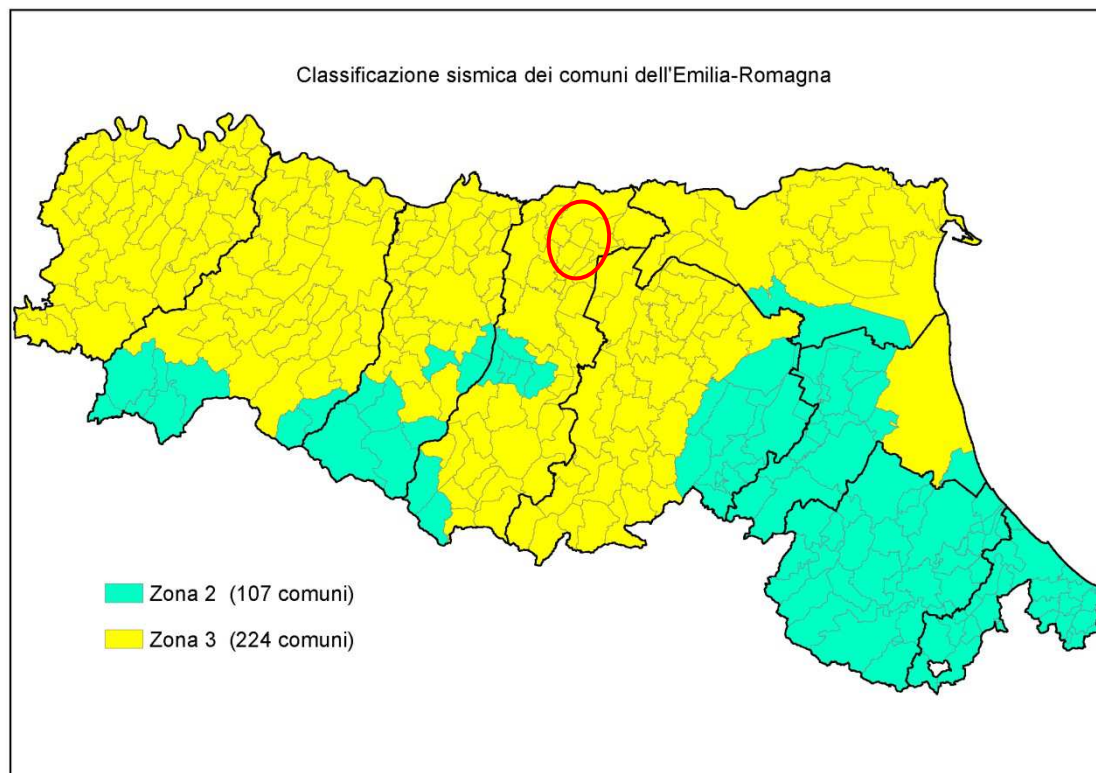 Classificazione sismica dei comuni dell'Emilia-Romagna
Zona 2 (107 comuni)
Zona 3 (224 comuni)